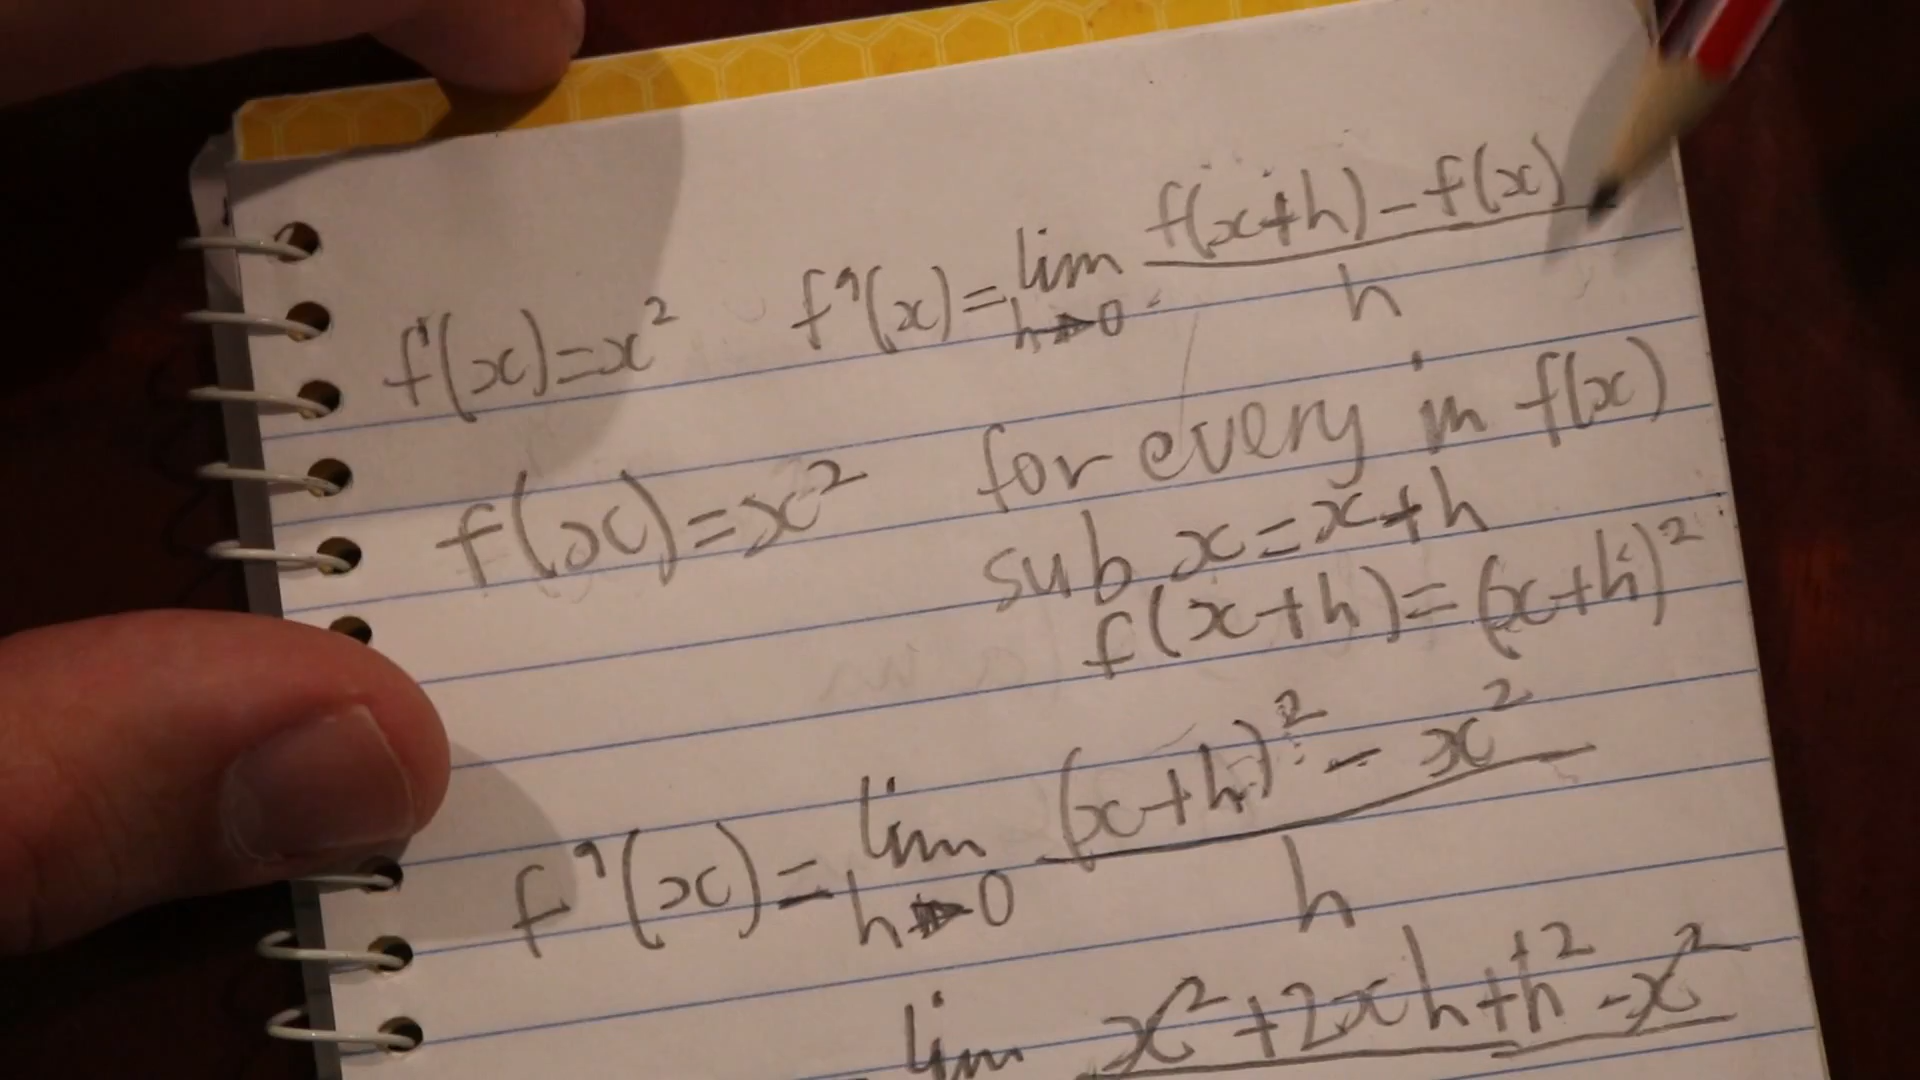 f(x)=x² f'(x)=lim h→0 f(x+h)-f(x) / h
f(x)=x² for every in f(x)
sub x=x+h
f(x+h)=(x+h)²
f'(x)=lim h→0 (x+h)²-x² / h
lim x²+2xh+h²-x²